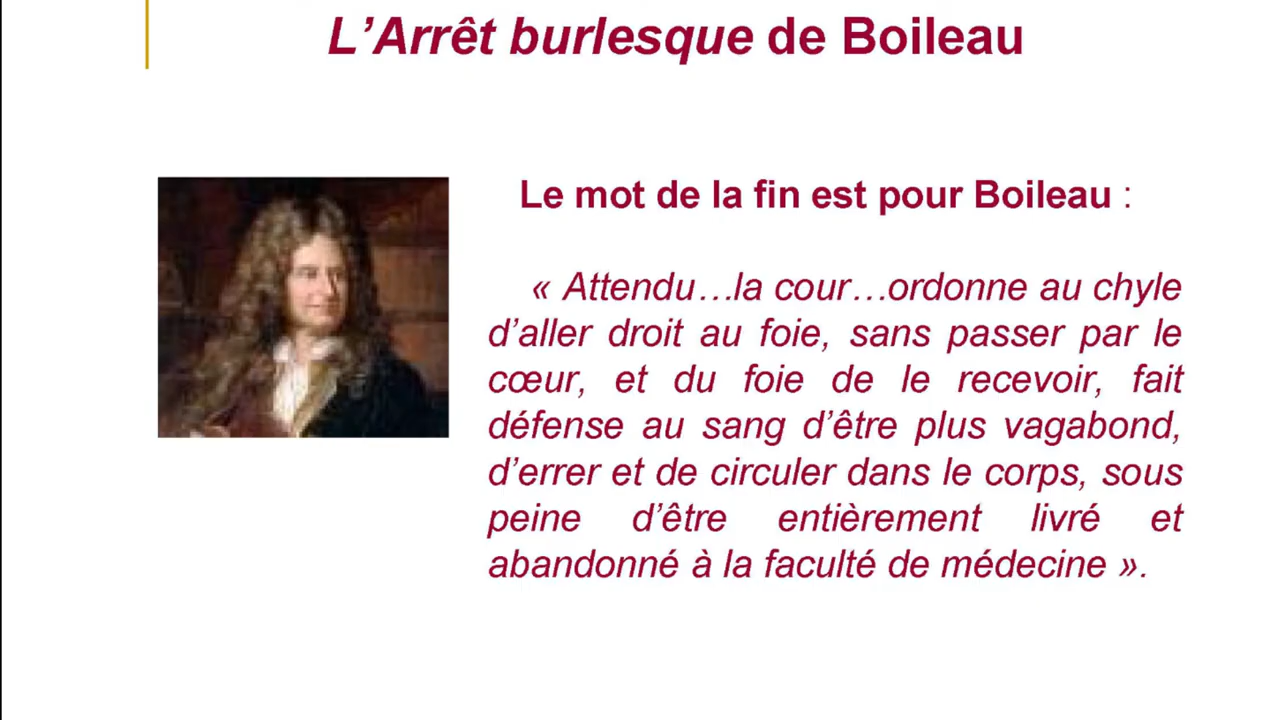 L’Arrêt burlesque de Boileau
Le mot de la fin est pour Boileau :
« Attendu…la cour…ordonne au chyle
d’aller droit au foie, sans passer par le
cœur, et du foie de le recevoir, fait
défense au sang d’être plus vagabond,
d’errer et de circuler dans le corps, sous
peine d’être entièrement livré et
abandonné à la faculté de médecine ».